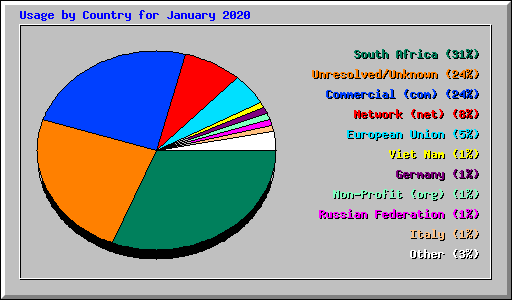 Usage by Country for January 2020
South Africa (31%)
Unresolved/Unknown (24%)
Commercial (com) (24%)
Network (net) (8%)
European Union (5%)
Viet Nam (1%)
Germany (1%)
Non-Profit (org) (1%)
Russian Federation (1%)
Italy (1%)
Other (3%)